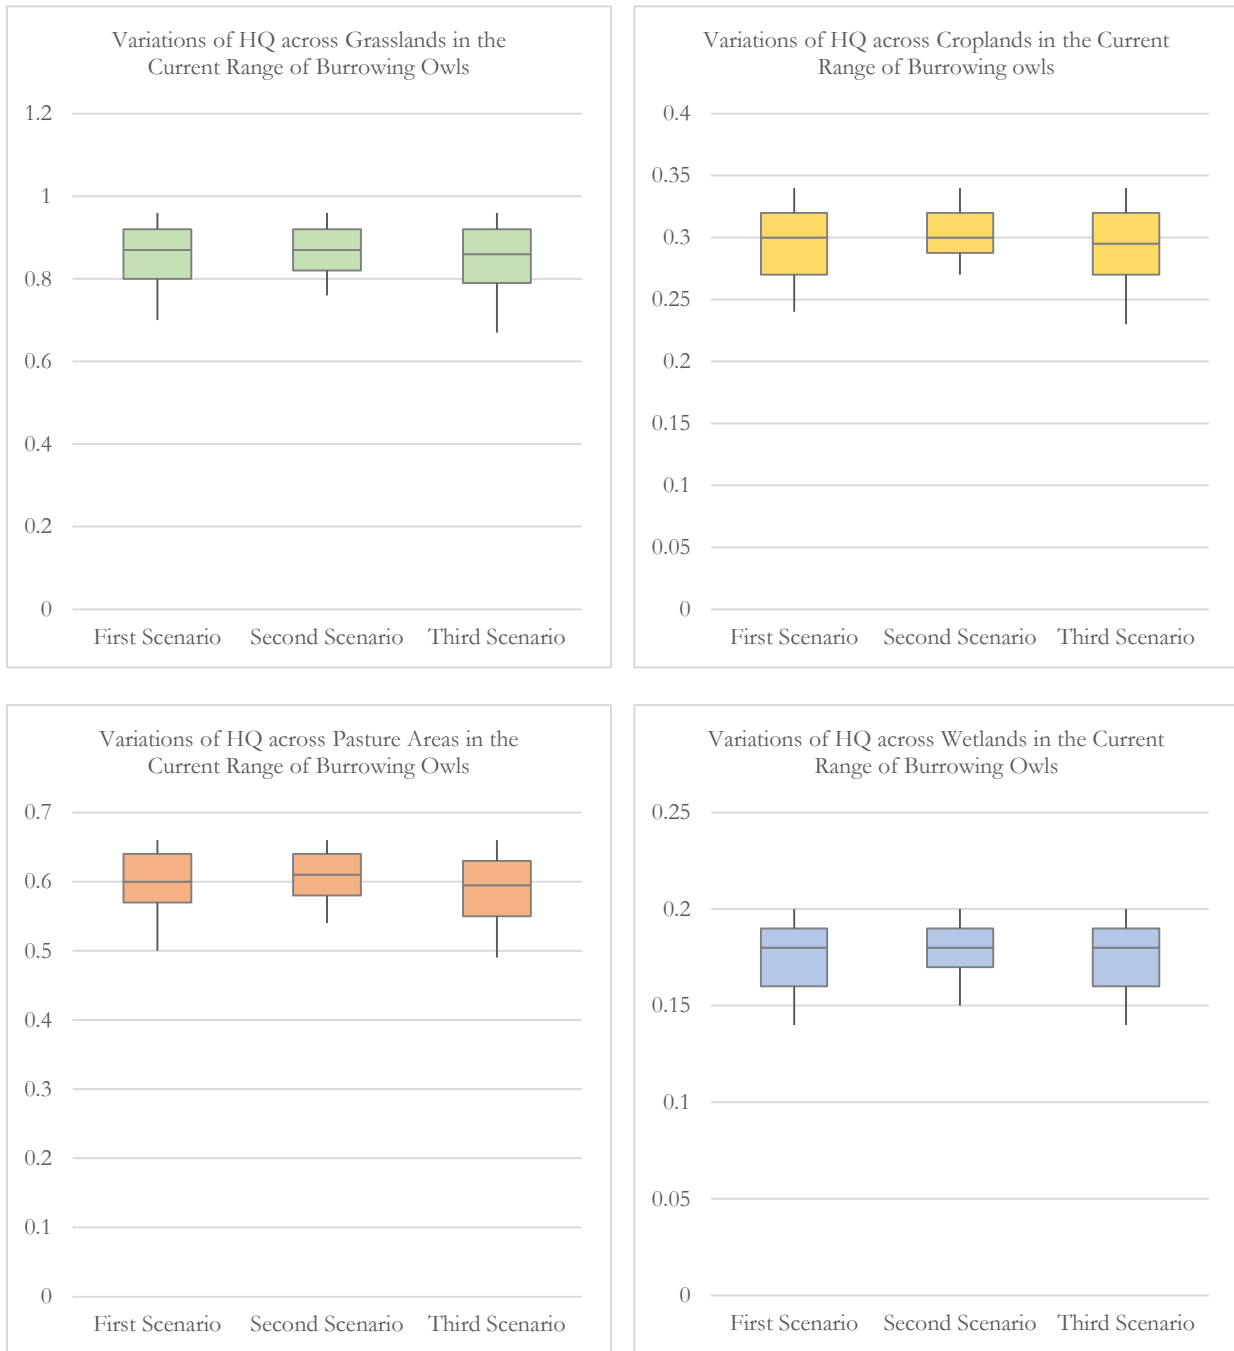 Variations of HQ across Grasslands in the
Current Range of Burrowing Owls
1.2
1
0.8
0.6
0.4
0.2
0
First Scenario Second Scenario Third Scenario
Variations of HQ across Croplands in the Current
Range of Burrowing owls
0.4
0.35
0.3
0.25
0.2
0.15
0.1
0.05
0
First Scenario Second Scenario Third Scenario
Variations of HQ across Pasture Areas in the
Current Range of Burrowing Owls
0.7
0.6
0.5
0.4
0.3
0.2
0.1
0
First Scenario Second Scenario Third Scenario
Variations of HQ across Wetlands in the Current
Range of Burrowing Owls
0.25
0.2
0.15
0.1
0.05
0
First Scenario Second Scenario Third Scenario